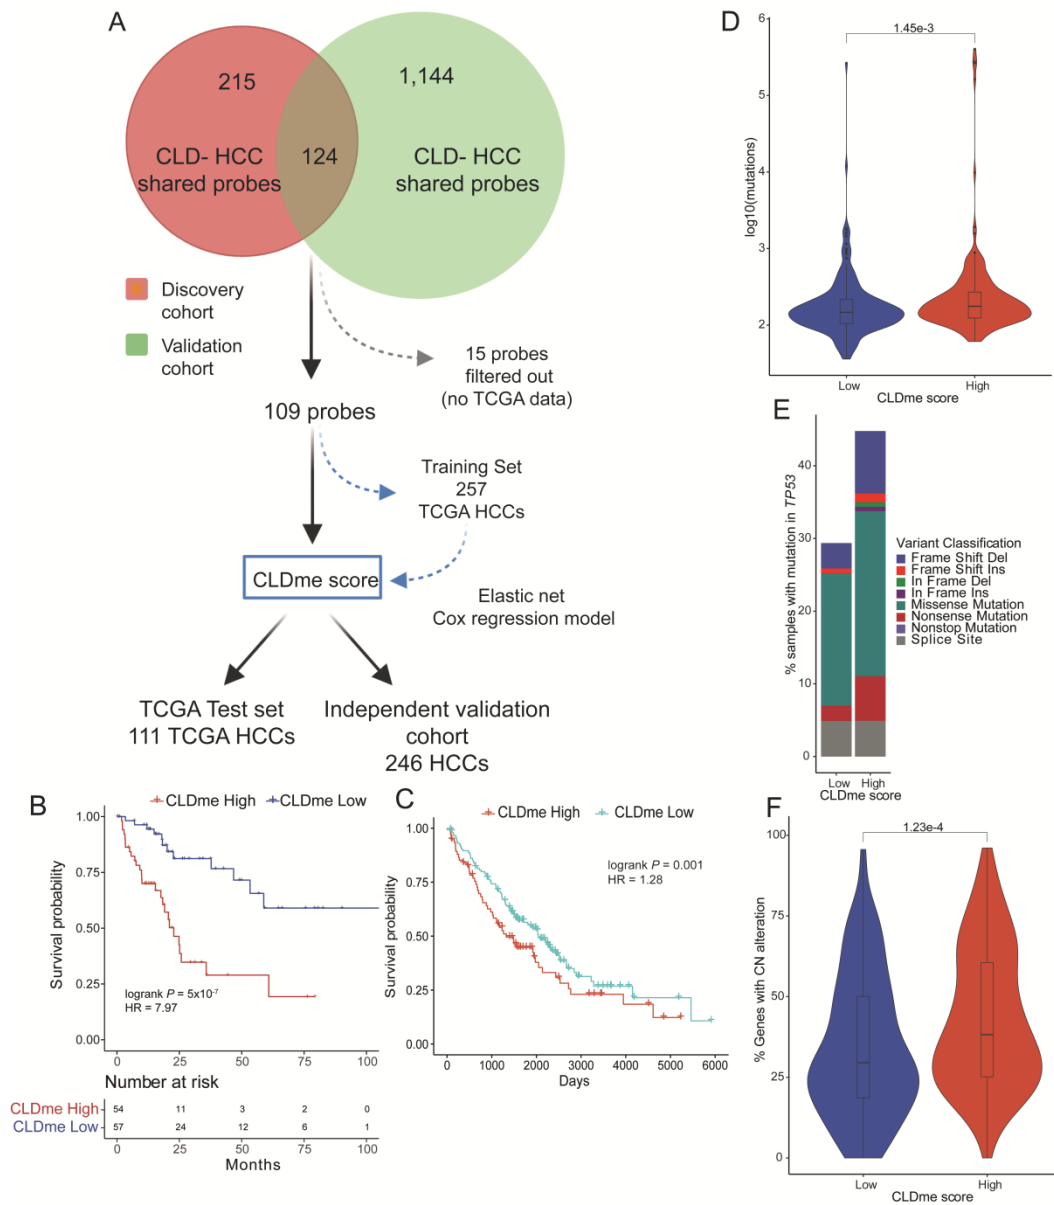 A
215
1,144
124
CLD- HCC
shared probes
CLD- HCC
shared probes
Discovery
cohort
Validation
cohort
15 probes
filtered out
(no TCGA data)
109 probes
Training Set
257
TCGA HCCs
CLDme score
Elastic net
Cox regression model
TCGA Test set
111 TCGA HCCs
Independent validation
cohort
246 HCCs
B
CLDme High
CLDme Low
Survival probability
1.00
0.75
0.50
0.25
0.00
logrank P = 5x10-7
HR = 7.97
0
25
50
75
100
Number at risk
CLDme High
54
11
3
2
0
CLDme Low
57
24
12
6
1
0
25
50
75
100
Months
C
CLDme High
CLDme Low
Survival probability
1.00
0.75
0.50
0.25
0.00
logrank P = 0.001
HR = 1.28
0
1000
2000
3000
4000
5000
6000
Days
D
log10(mutations)
6
5
4
3
2
1.45e-3
Low
High
CLDme score
E
% samples with mutation in TP53
40
30
20
10
0
Low
High
CLDme score
Variant Classification
Frame Shift Del
Frame Shift Ins
In Frame Del
In Frame Ins
Missense Mutation
Nonsense Mutation
Nonstop Mutation
Splice Site
F
% Genes with CN alteration
100
75
50
25
0
1.23e-4
Low
High
CLDme score